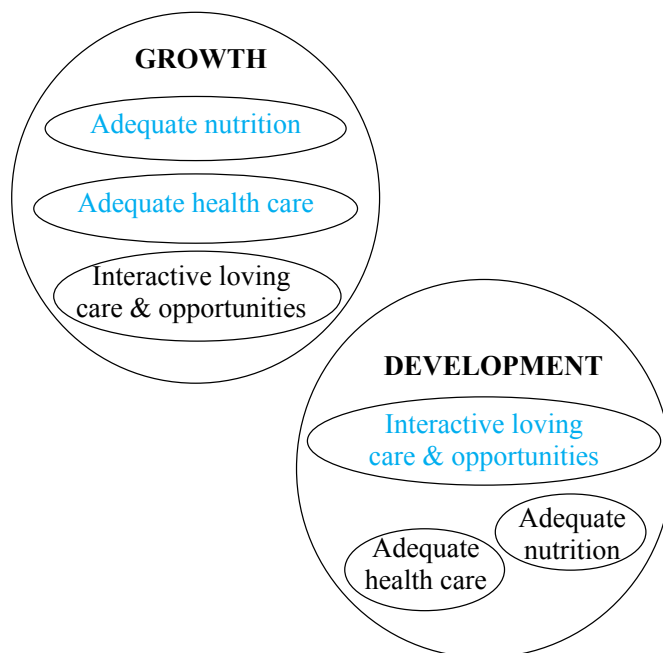 GROWTH
Adequate nutrition
Adequate health care
Interactive loving
care & opportunities
DEVELOPMENT
Interactive loving
care & opportunities
Adequate
nutrition
Adequate
health care